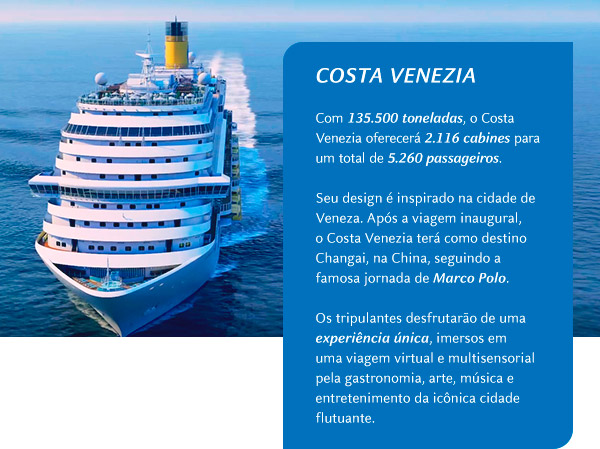 COSTA VENEZIA
Com 135.500 toneladas, o Costa
Venezia oferecerá 2.116 cabines para
um total de 5.260 passageiros.
Seu design é inspirado na cidade de
Veneza. Após a viagem inaugural,
o Costa Venezia terá como destino
Changai, na China, seguindo a
famosa jornada de Marco Polo.
Os tripulantes desfrutarão de uma
experiência única, imersos em
uma viagem virtual e multisensorial
pela gastronomia, arte, música e
entretenimento da icônica cidade
flutuante.